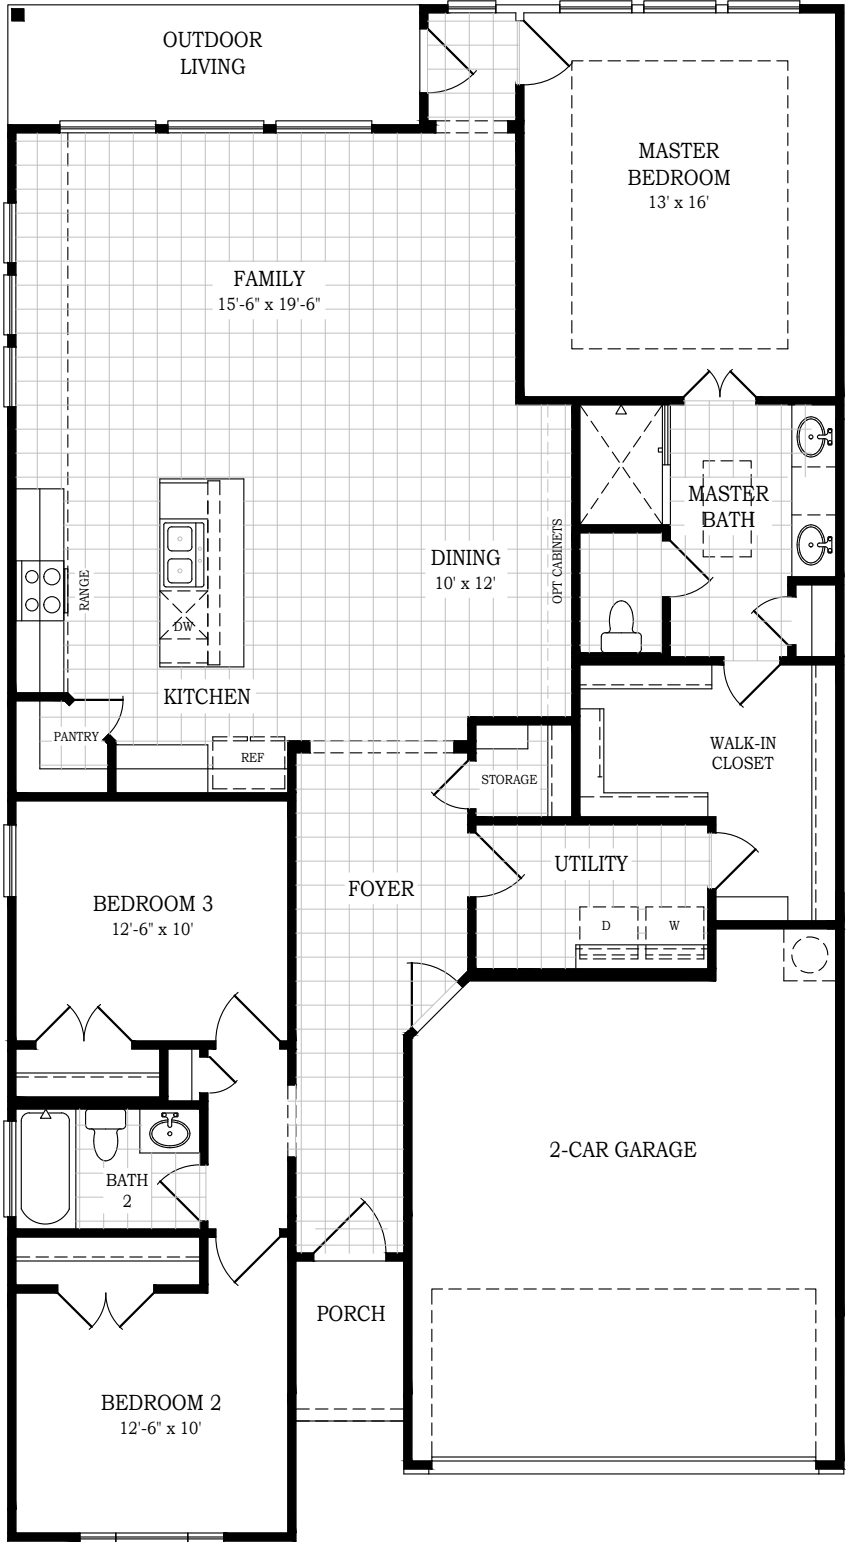 OUTDOOR
LIVING
MASTER
BEDROOM
13' x 16'
FAMILY
15'-6" x 19'-6"
MASTER
BATH
DINING
10' x 12'
OPT CABINETS
RANGE
DW
KITCHEN
PANTRY
REF
STORAGE
WALK-IN
CLOSET
UTILITY
FOYER
D
W
BEDROOM 3
12'-6" x 10'
2-CAR GARAGE
BATH
2
PORCH
BEDROOM 2
12'-6" x 10'